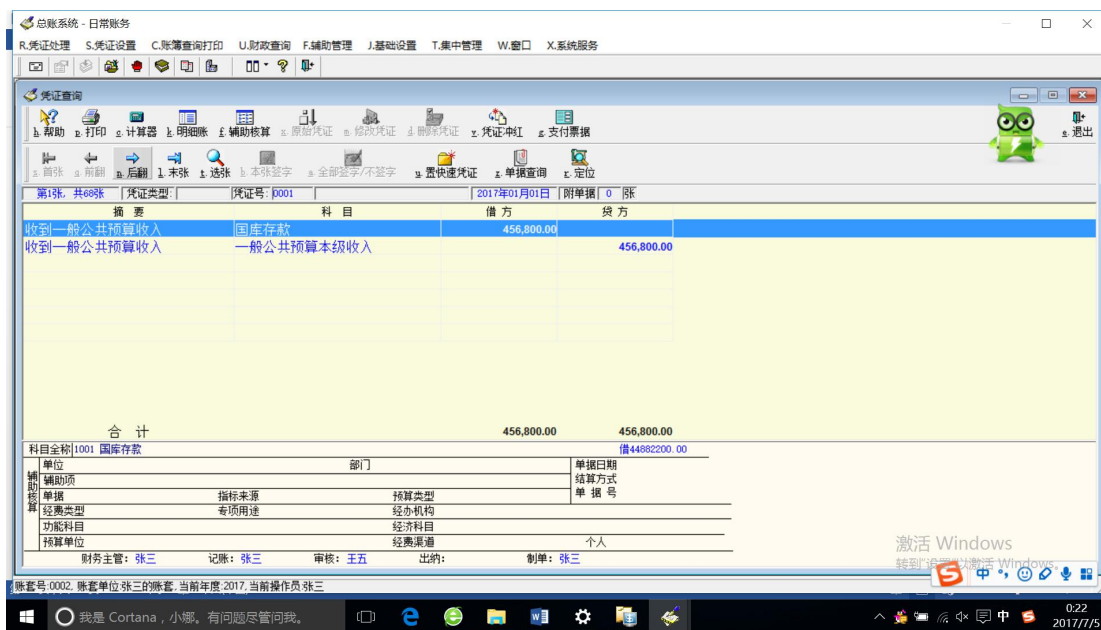 总账系统 - 日常账务
R.凭证处理 S.凭证设置 C.账簿查询打印 U.财政查询 F.辅助管理 J.基础设置 T.集中管理 W.窗口 X.系统服务
凭证查询
h.帮助 p.打印 c.计算器 k.明细账 f.辅助核算 原始凭证 修改凭证 删除凭证 凭证冲红 支付票据 退出
首张 前翻 n.后翻 l.末张 t.选张 本张签字 全部签字/不签字 置快速凭证 单据查询 定位
第1张, 共68张 凭证类型: 凭证号: 0001 2017年01月01日 附单据 0 张
摘 要 科 目 借 方 贷 方
收到一般公共预算收入 国库存款 456,800.00
收到一般公共预算收入 一般公共预算本级收入 456,800.00
合 计 456,800.00 456,800.00
科目全称 1001 国库存款 借44882200.00
辅助核算
单位 部门 单据日期
辅助项 结算方式
单据 指标来源 预算类型 单 据 号
经费类型 专项用途 经办机构
功能科目 经济科目
预算单位 经费渠道 个人
财务主管: 张三 记账: 张三 审核: 王五 出纳: 制单: 张三
激活 Windows
账套号:0002, 账套单位:张三的账套, 当前年度:2017, 当前操作员:张三
中
我是 Cortana，小娜。有问题尽管问我。
中 0:22
2017/7/5